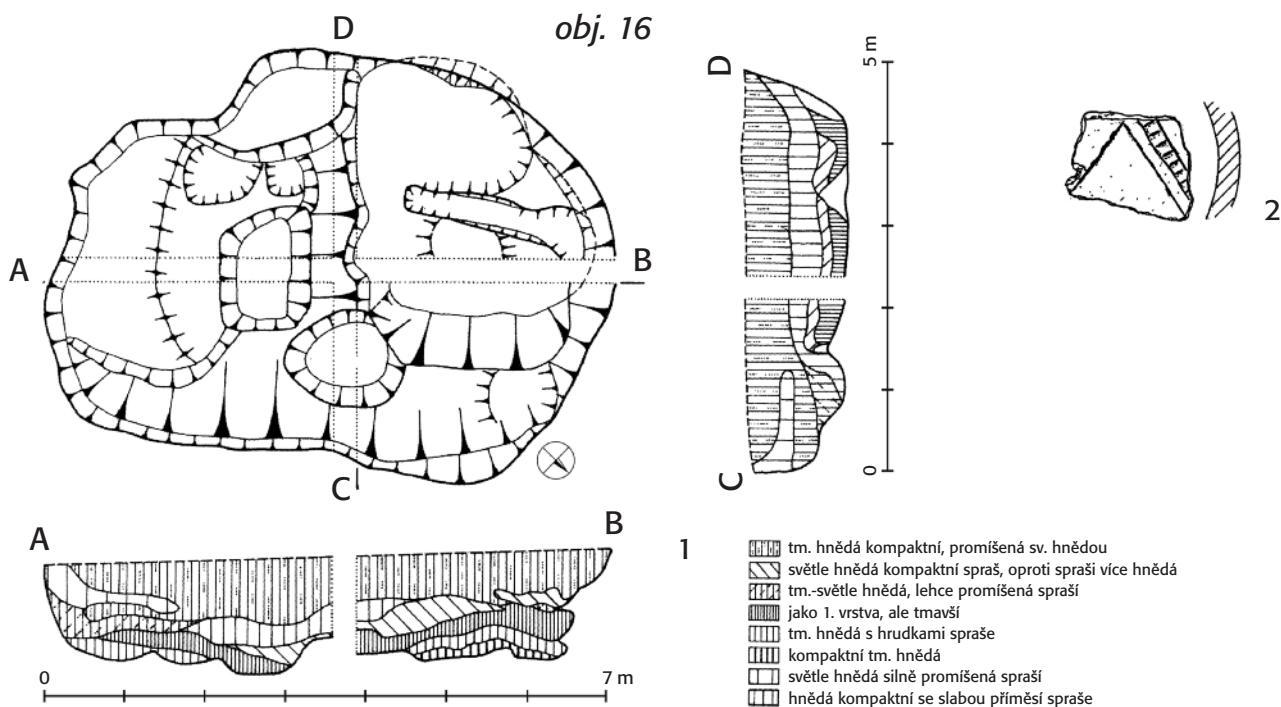 obj. 16
D
A
B
C
D
C
5 m
0
2
A
B
0
7 m
1
tm. hnědá kompaktní, promíšená sv. hnědou
světle hnědá kompaktní spraš, oproti spraši více hnědá
tm.-světle hnědá, lehce promíšená spraší
jako 1. vrstva, ale tmavší
tm. hnědá s hrudkami spraše
kompaktní tm. hnědá
světle hnědá silně promíšená spraší
hnědá kompaktní se slabou příměsí spraše